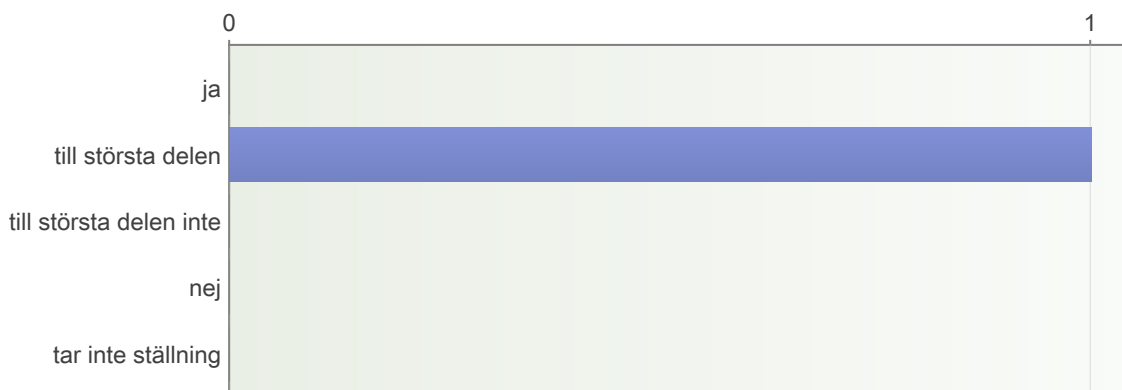 0 1
ja
till största delen
till största delen inte
nej
tar inte ställning